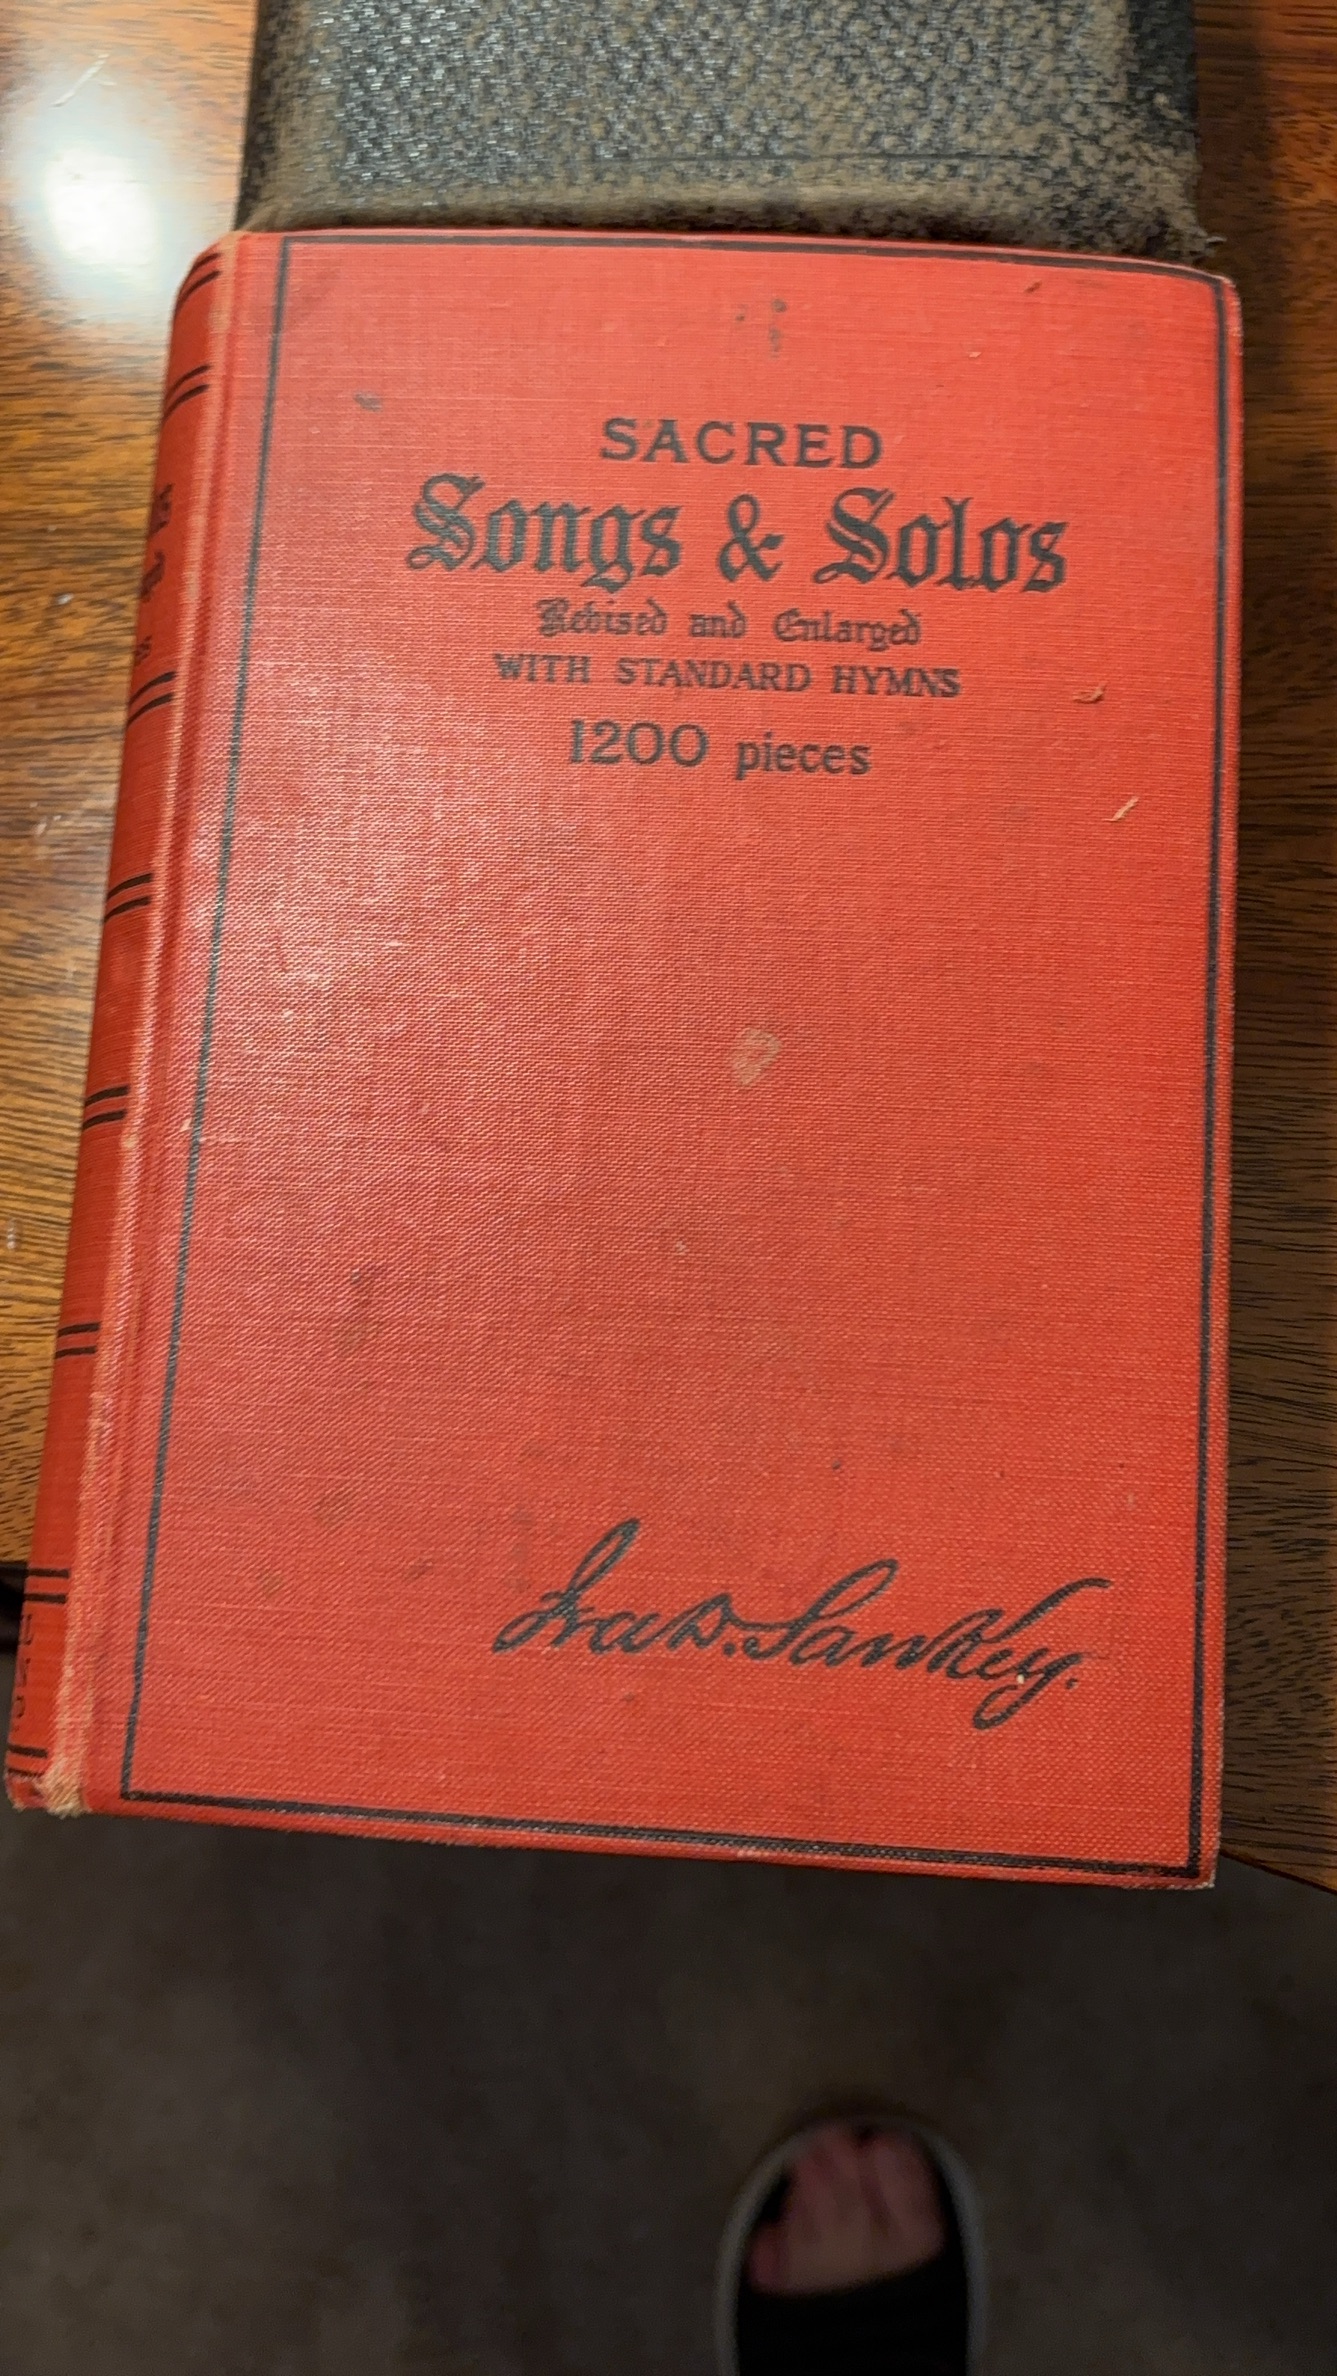 SACRED
Songs & Solos
Revised and Enlarged
WITH STANDARD HYMNS
1200 pieces
Ira D. Sankey.